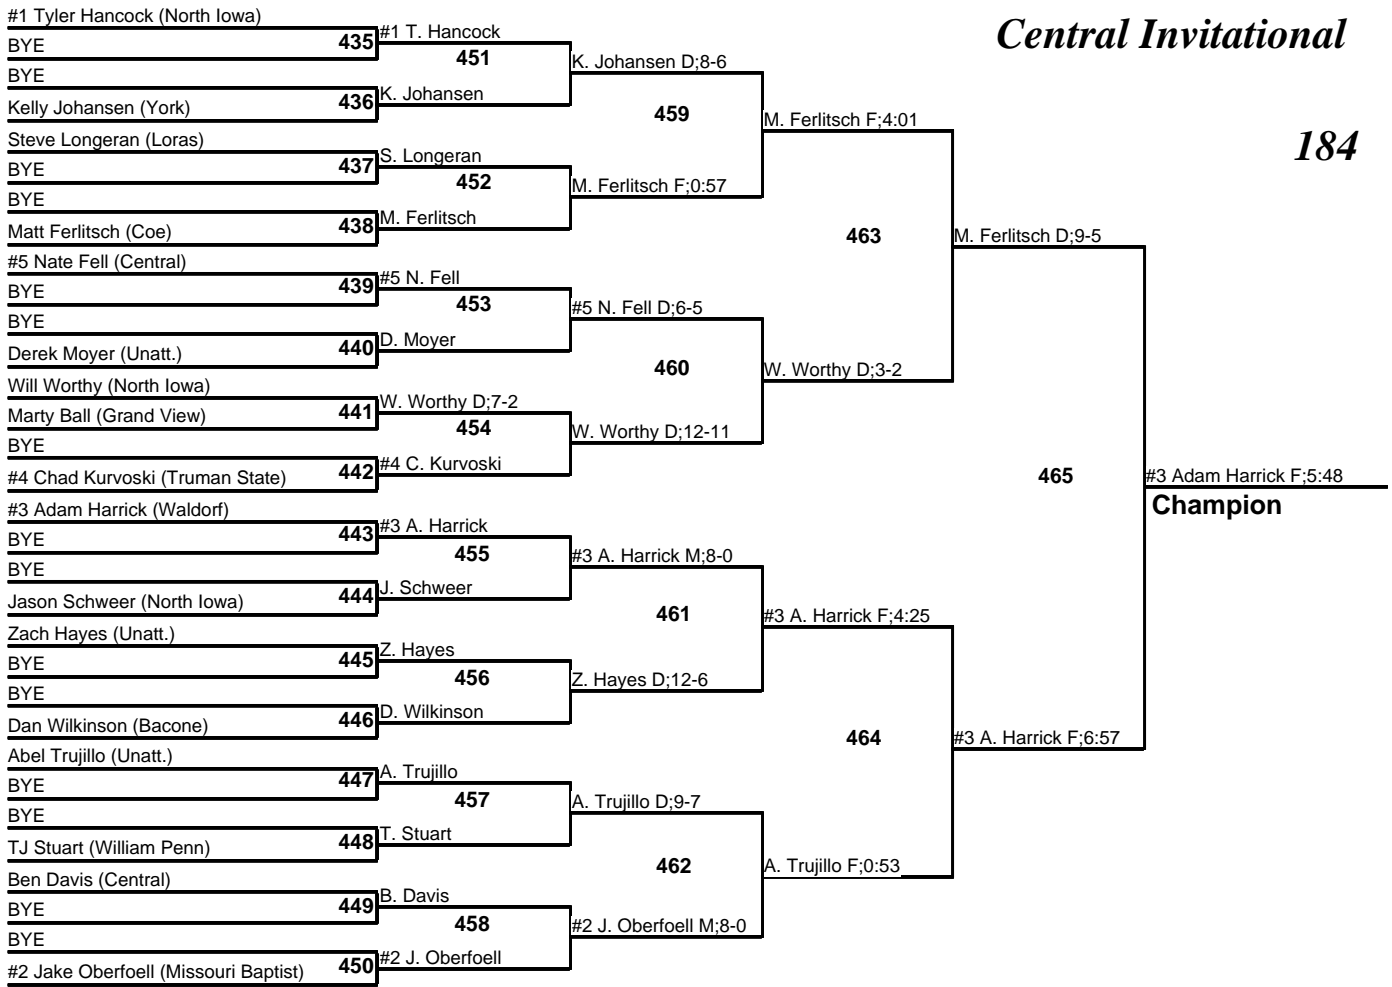 #1 Tyler Hancock (North Iowa)
BYE
435
BYE
Kelly Johansen (York)
436
Steve Longeran (Loras)
BYE
437
BYE
Matt Ferlitsch (Coe)
438
#5 Nate Fell (Central)
BYE
439
BYE
Derek Moyer (Unatt.)
440
Will Worthy (North Iowa)
Marty Ball (Grand View)
441
BYE
#4 Chad Kurvoski (Truman State)
442
#3 Adam Harrick (Waldorf)
BYE
443
BYE
Jason Schweer (North Iowa)
444
Zach Hayes (Unatt.)
BYE
445
BYE
Dan Wilkinson (Bacone)
446
Abel Trujillo (Unatt.)
BYE
447
BYE
TJ Stuart (William Penn)
448
Ben Davis (Central)
BYE
449
BYE
#2 Jake Oberfoell (Missouri Baptist)
450
#1 T. Hancock
451
K. Johansen
S. Longeran
452
M. Ferlitsch
#5 N. Fell
453
D. Moyer
W. Worthy D;7-2
454
#4 C. Kurvoski
#3 A. Harrick
455
J. Schweer
Z. Hayes
456
D. Wilkinson
A. Trujillo
457
T. Stuart
B. Davis
458
#2 J. Oberfoell
K. Johansen D;8-6
459
M. Ferlitsch F;0:57
#5 N. Fell D;6-5
460
W. Worthy D;12-11
#3 A. Harrick M;8-0
461
Z. Hayes D;12-6
A. Trujillo D;9-7
462
#2 J. Oberfoell M;8-0
M. Ferlitsch F;4:01
463
W. Worthy D;3-2
#3 A. Harrick F;4:25
464
A. Trujillo F;0:53
M. Ferlitsch D;9-5
465
#3 A. Harrick F;6:57
#3 Adam Harrick F;5:48
Champion
Central Invitational
184